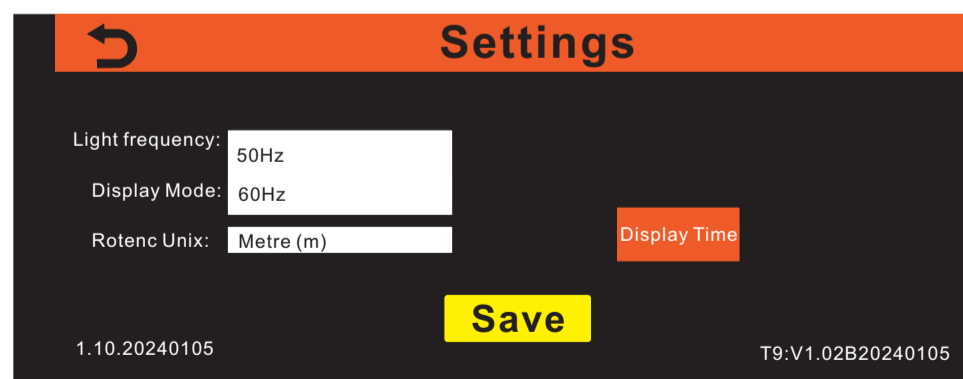 Settings
Light frequency:
50Hz
Display Mode:
60Hz
Rotenc Unix:
Metre (m)
Display Time
Save
1.10.20240105
T9:V1.02B20240105